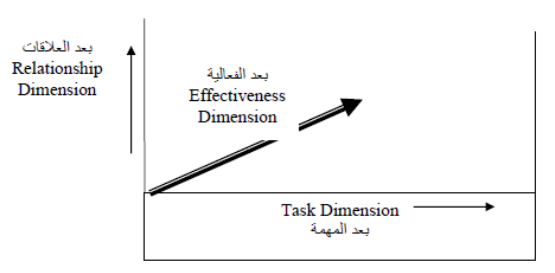 بعد العلاقات
Relationship
Dimension
بعد الفعالية
Effectiveness
Dimension
Task Dimension
بعد المهمة